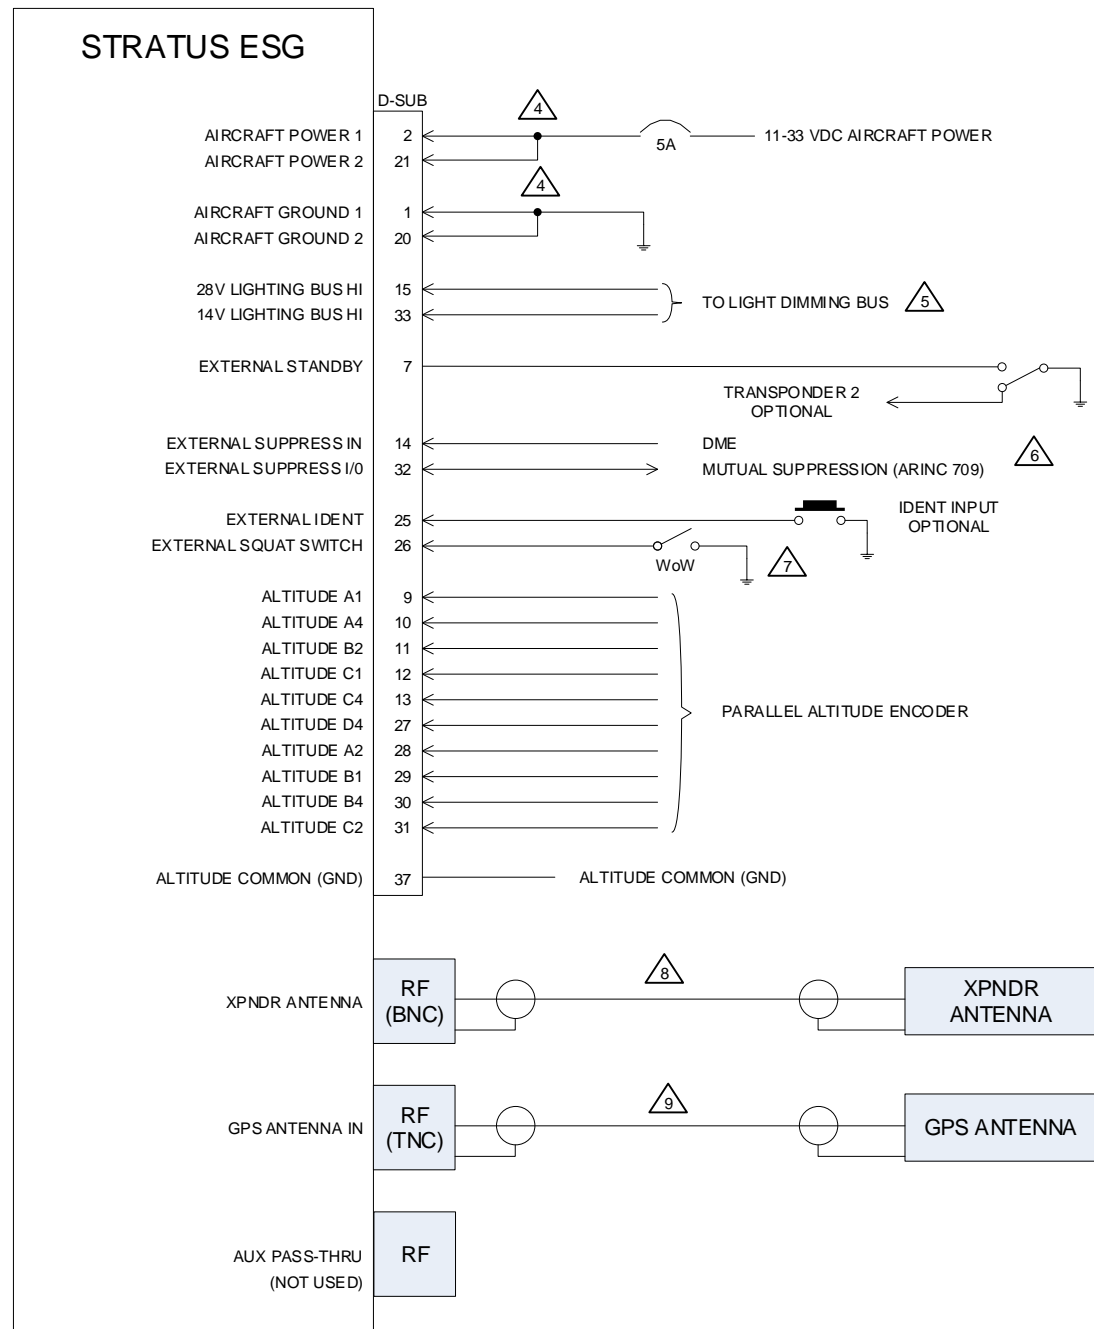 STRATUS ESG
D-SUB
4
AIRCRAFT POWER 1 2 5A 11-33 VDC AIRCRAFT POWER
AIRCRAFT POWER 2 21
4
AIRCRAFT GROUND 1 1
AIRCRAFT GROUND 2 20
28V LIGHTING BUS HI 15
TO LIGHT DIMMING BUS 5
14V LIGHTING BUS HI 33
EXTERNAL STANDBY 7
TRANSPONDER 2
OPTIONAL
EXTERNAL SUPPRESS IN 14 DME
6
EXTERNAL SUPPRESS I/0 32 MUTUAL SUPPRESSION (ARINC 709)
IDENT INPUT
OPTIONAL
EXTERNAL IDENT 25
EXTERNAL SQUAT SWITCH 26
WoW 7
ALTITUDE A1 9
ALTITUDE A4 10
ALTITUDE B2 11
ALTITUDE C1 12
ALTITUDE C4 13
PARALLEL ALTITUDE ENCODER
ALTITUDE D4 27
ALTITUDE A2 28
ALTITUDE B1 29
ALTITUDE B4 30
ALTITUDE C2 31
ALTITUDE COMMON (GND) 37 ALTITUDE COMMON (GND)
8
XPNDR ANTENNA
RF
(BNC)
XPNDR
ANTENNA
9
GPS ANTENNA IN
RF
(TNC)
GPS ANTENNA
AUX PASS-THRU
(NOT USED)
RF